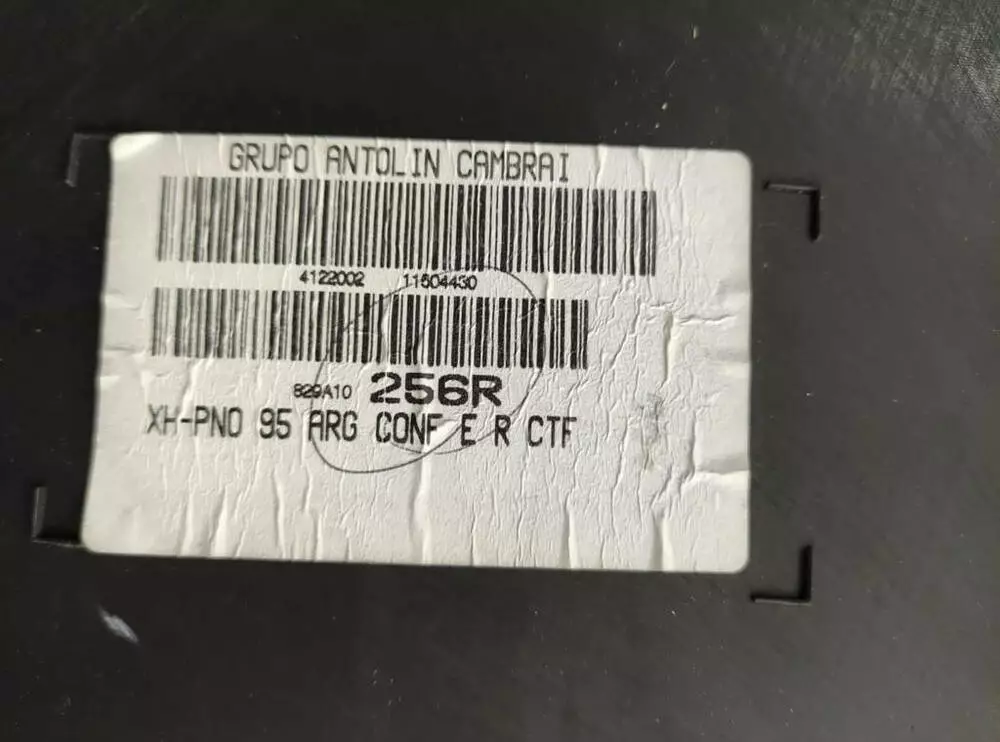 GRUPO ANTOLIN CAMBRAI
4122002 11504430
829A10 256R
XH-PNO 95 ARG CONF E R CTF